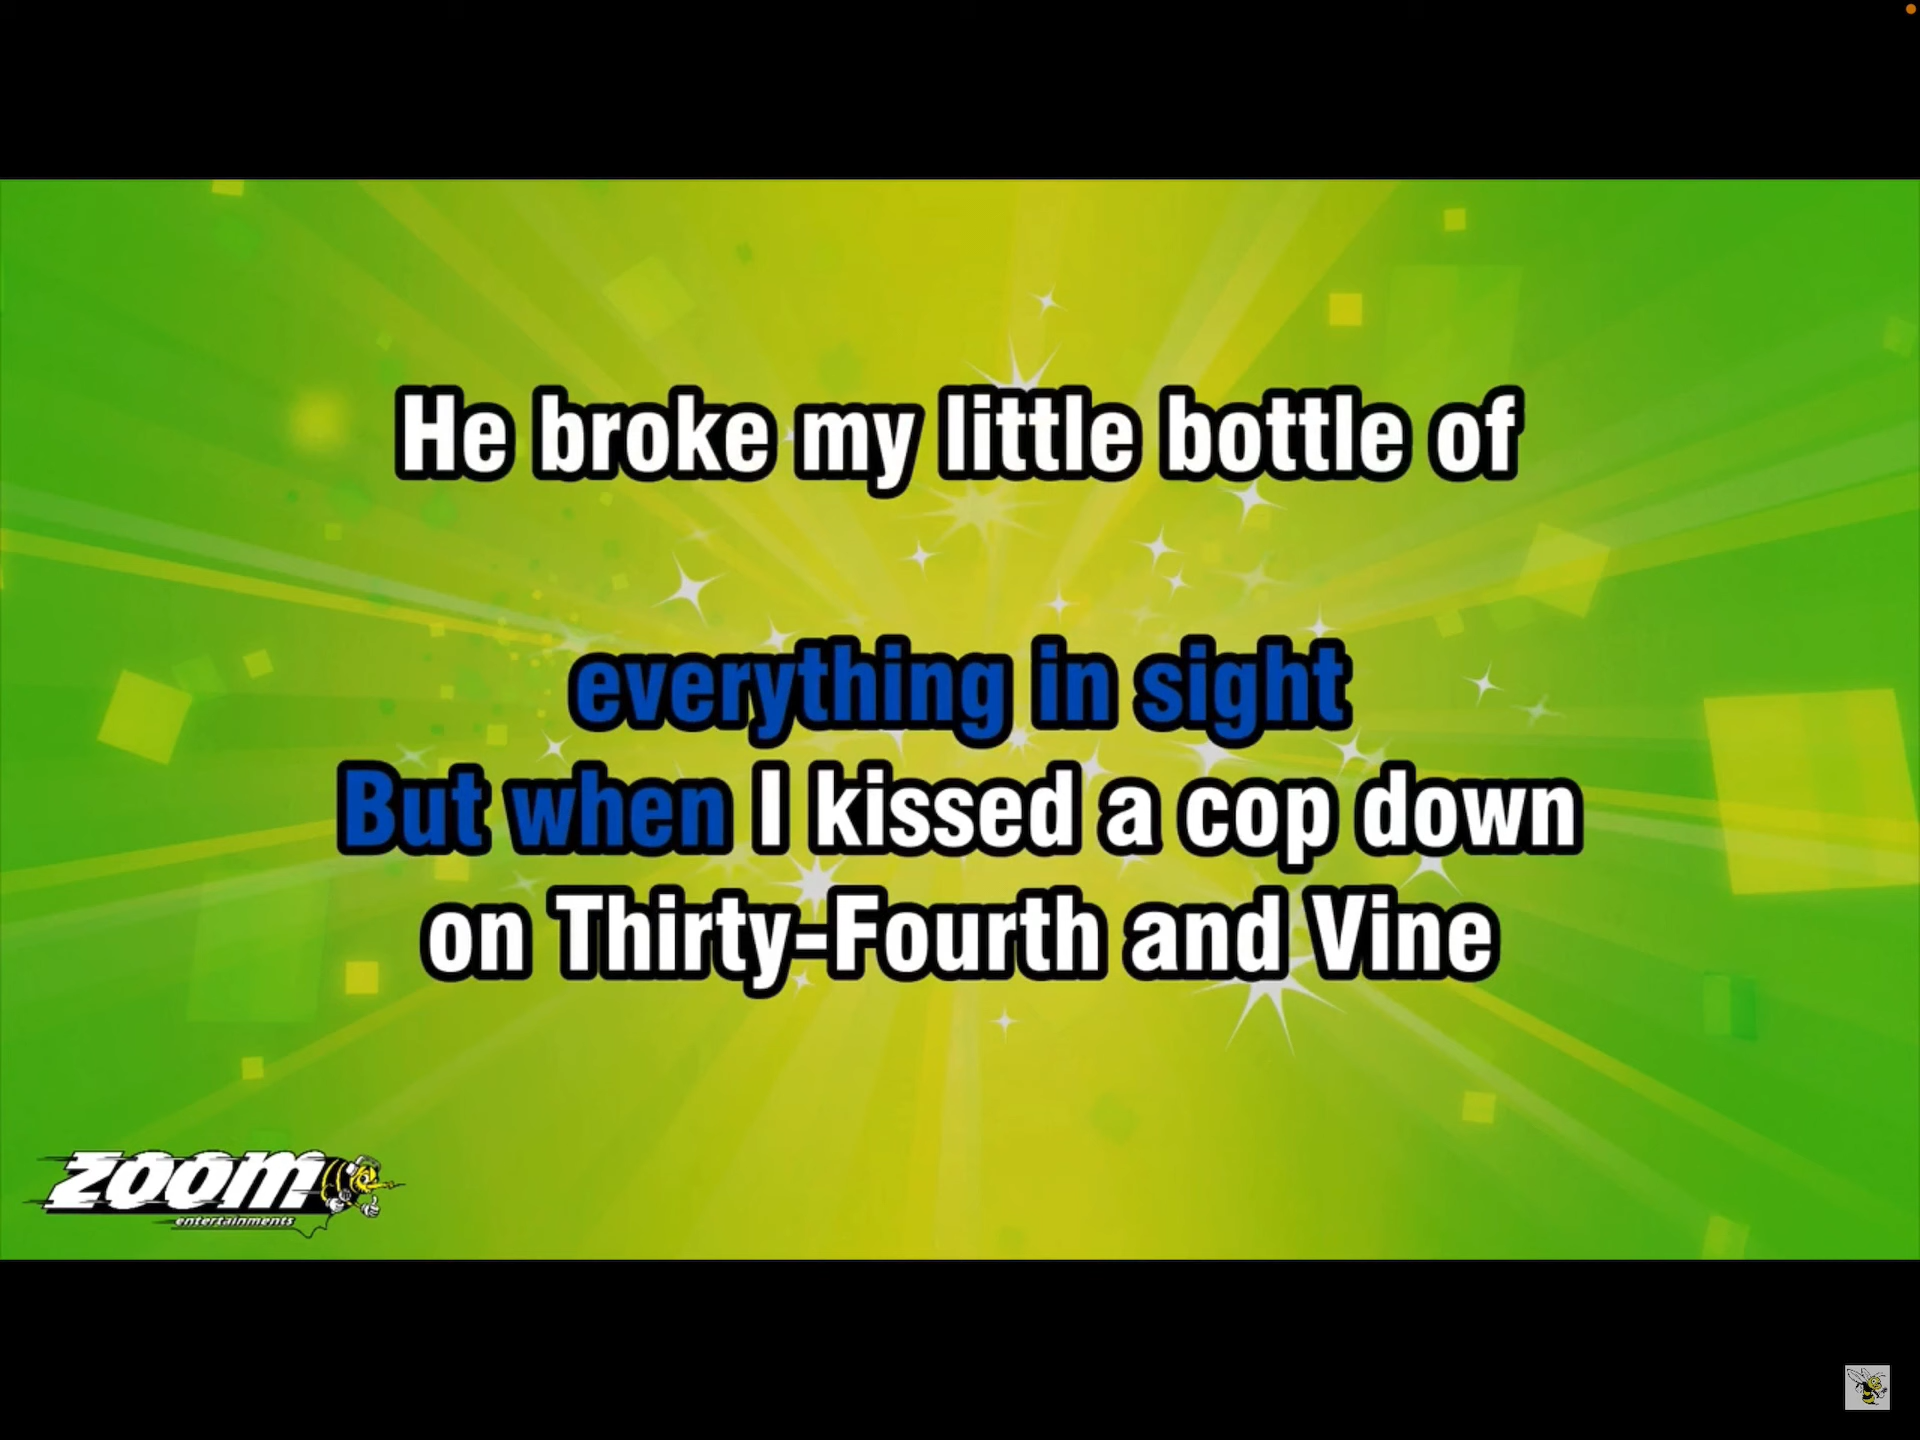 He broke my little bottle of
everything in sight
But when I kissed a cop down
on Thirty-Fourth and Vine
zoom
entertainments